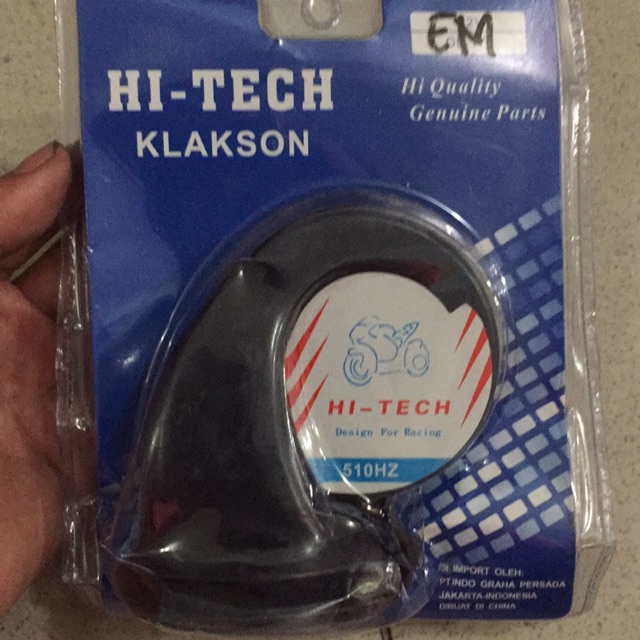 EM
HI-TECH
KLAKSON
Hi Quality
Genuine Parts
HI-TECH
Design For Racing
510HZ
DI IMPORT OLEH:
PT.INDO GRAHA PERSADA
JAKARTA-INDONESIA
DIBUAT DI CHINA